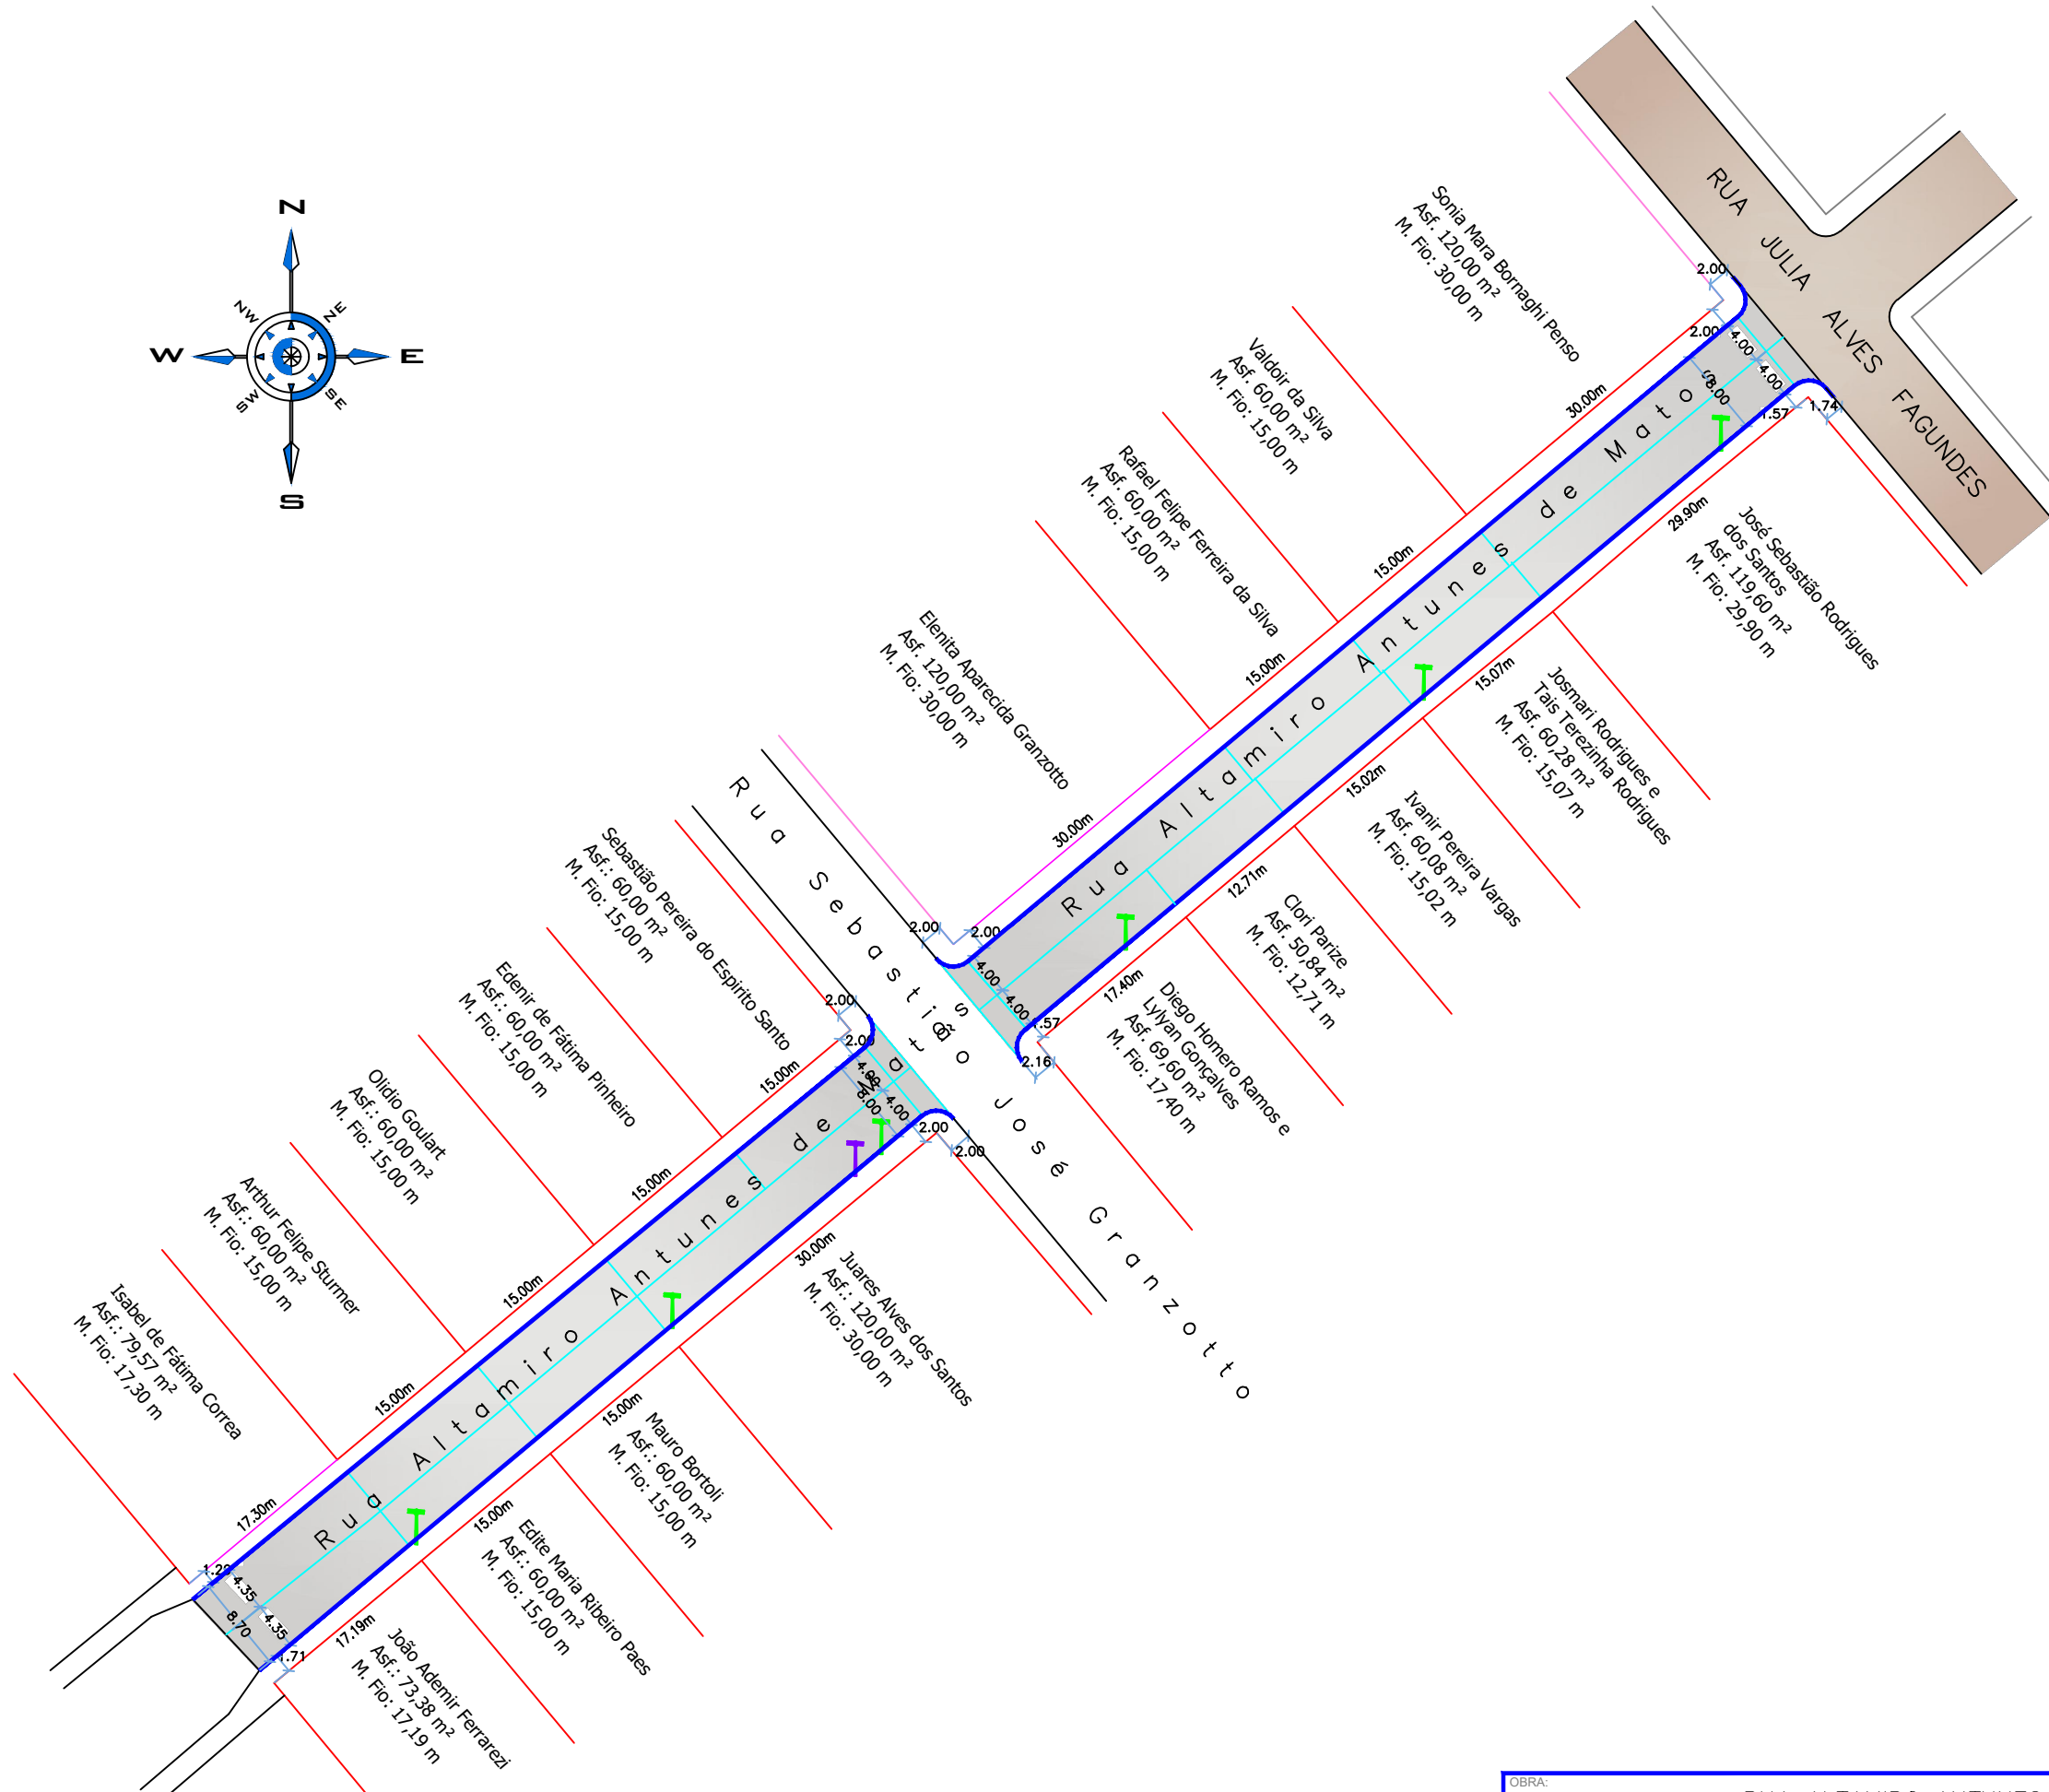 N
NW
NE
W
E
SW
SE
S
RUA JULIA ALVES FAGUNDES
Sonia Mara Bornaghi Penso
Asf. 120,00 m²
M. Fio: 30,00 m
Valdoir da Silva
Asf. 60,00 m²
M. Fio: 15,00 m
Rafael Felipe Ferreira da Silva
Asf. 60,00 m²
M. Fio: 15,00 m
Elenita Aparecida Granzotto
Asf. 120,00 m²
M. Fio: 30,00 m
2.00
2.00
4.00
4.00
8.00
1.57
1.74
30.00m
15.00m
15.00m
30.00m
Rua Altamiro Antunes de Matos
29.90m
15.07m
15.02m
12.71m
17.40m
José Sebastião Rodrigues
dos Santos
Asf. 119,60 m²
M. Fio: 29,90 m
Josmari Rodrigues e
Tais Terezinha Rodrigues
Asf. 60,28 m²
M. Fio: 15,07 m
Ivanir Pereira Vargas
Asf. 60,08 m²
M. Fio: 15,02 m
Clori Parize
Asf. 50,84 m²
M. Fio: 12,71 m
Diego Homero Ramos e
Lylyan Gonçalves
Asf. 69,60 m²
M. Fio: 17,40 m
2.00
2.00
4.00
4.00
1.57
2.16
Rua Sebastião José Granzotto
Sebastião Pereira do Espirito Santo
Asf.: 60,00 m²
M. Fio: 15,00 m
Edenir de Fátima Pinheiro
Asf.: 60,00 m²
M. Fio: 15,00 m
Olidio Goulart
Asf.: 60,00 m²
M. Fio: 15,00 m
Arthur Felipe Sturmer
Asf.: 60,00 m²
M. Fio: 15,00 m
Isabel de Fátima Correa
Asf.: 79,57 m²
M. Fio: 17,30 m
2.00
2.00
4.00
4.00
8.00
2.00
2.00
15.00m
15.00m
15.00m
15.00m
17.30m
Rua Altamiro Antunes de Matos
30.00m
15.00m
15.00m
17.19m
Juares Alves dos Santos
Asf.: 120,00 m²
M. Fio: 30,00 m
Mauro Bortoli
Asf.: 60,00 m²
M. Fio: 15,00 m
Edite Maria Ribeiro Paes
Asf.: 60,00 m²
M. Fio: 15,00 m
João Ademir Ferrarezi
Asf.: 73,38 m²
M. Fio: 17,19 m
4.35
4.35
8.70
1.71
OBRA: